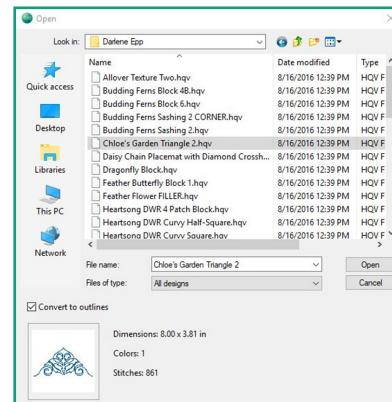 Open
Look in: Darlene Epp
Name Date modified Type
Allover Texture Two.hqv 8/16/2016 12:39 PM HQV F
Budding Ferns Block 4B.hqv 8/16/2016 12:39 PM HQV F
Budding Ferns Block 6.hqv 8/16/2016 12:39 PM HQV F
Budding Ferns Sashing 2 CORNER.hqv 8/16/2016 12:39 PM HQV F
Budding Ferns Sashing 2.hqv 8/16/2016 12:39 PM HQV F
Chloe's Garden Triangle 2.hqv 8/16/2016 12:39 PM HQV F
Daisy Chain Placemat with Diamond Crossh... 8/16/2016 12:39 PM HQV F
Dragonfly Block.hqv 8/16/2016 12:39 PM HQV F
Feather Butterfly Block 1.hqv 8/16/2016 12:39 PM HQV F
Feather Flower FILLER.hqv 8/16/2016 12:39 PM HQV F
Heartsong DWR 4 Patch Block.hqv 8/16/2016 12:39 PM HQV F
Heartsong DWR Curvy Half-Square.hqv 8/16/2016 12:39 PM HQV F
Heartsong DWR Curvy Square.hqv 8/16/2016 12:39 PM HQV F
Quick access
Desktop
Libraries
This PC
Network
File name: Chloe's Garden Triangle 2 Open
Files of type: All designs Cancel
Convert to outlines
Dimensions: 8.00 x 3.81 in
Colors: 1
Stitches: 861